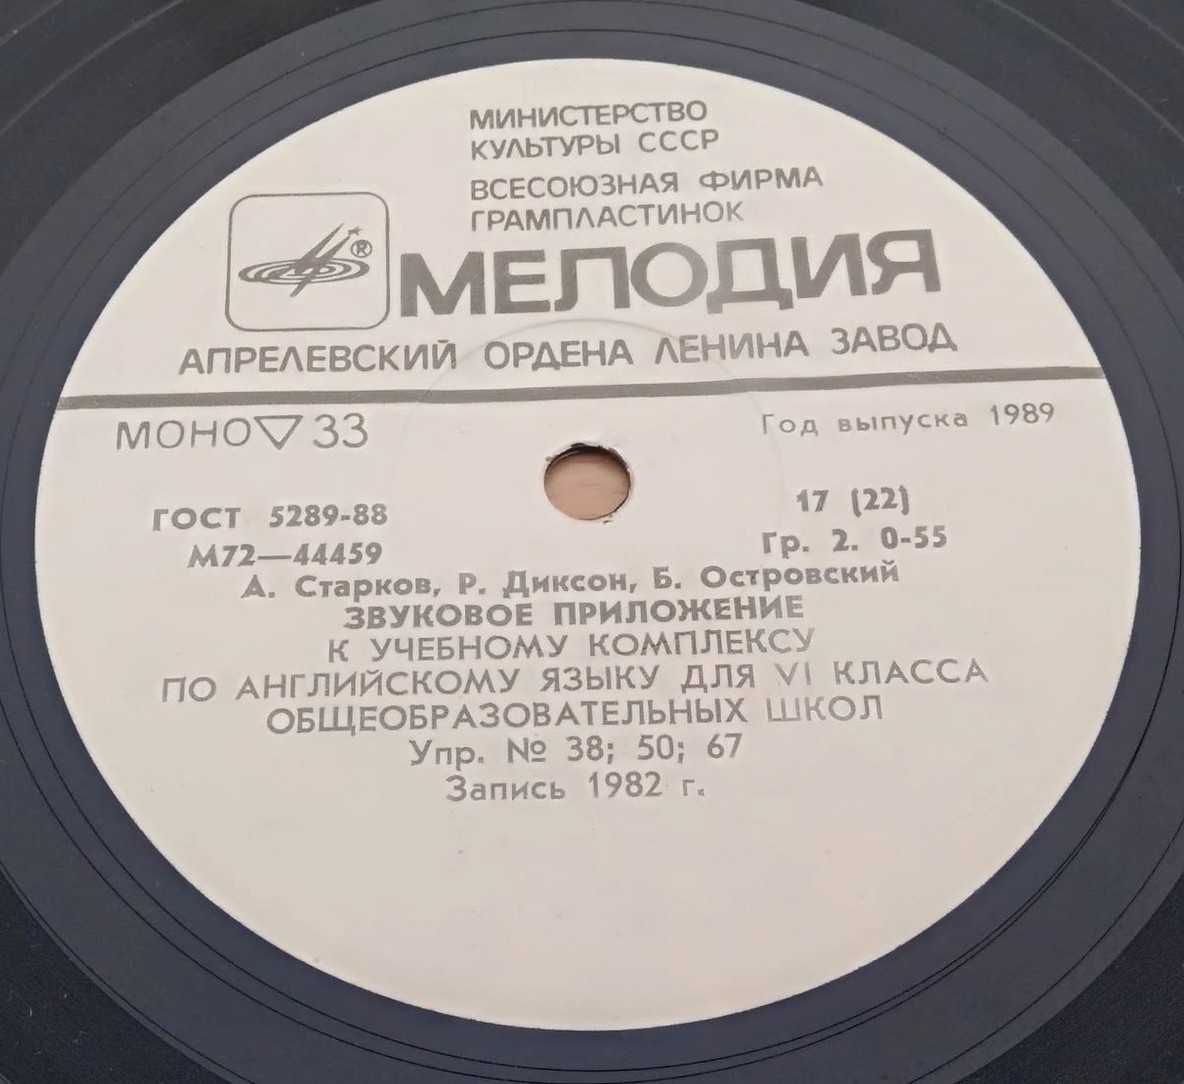 МИНИСТЕРСТВО
КУЛЬТУРЫ СССР
ВСЕСОЮЗНАЯ ФИРМА
ГРАМПЛАСТИНОК
®
МЕЛОДИЯ
АПРЕЛЕВСКИЙ ОРДЕНА ЛЕНИНА ЗАВОД
МОНО 33
Год выпуска 1989
ГОСТ 5289-88
17 (22)
М72—44459
Гр. 2. 0-55
А. Старков, Р. Диксон, Б. Островский
ЗВУКОВОЕ ПРИЛОЖЕНИЕ
К УЧЕБНОМУ КОМПЛЕКСУ
ПО АНГЛИЙСКОМУ ЯЗЫКУ ДЛЯ VI КЛАССА
ОБЩЕОБРАЗОВАТЕЛЬНЫХ ШКОЛ
Упр. № 38; 50; 67
Запись 1982 г.